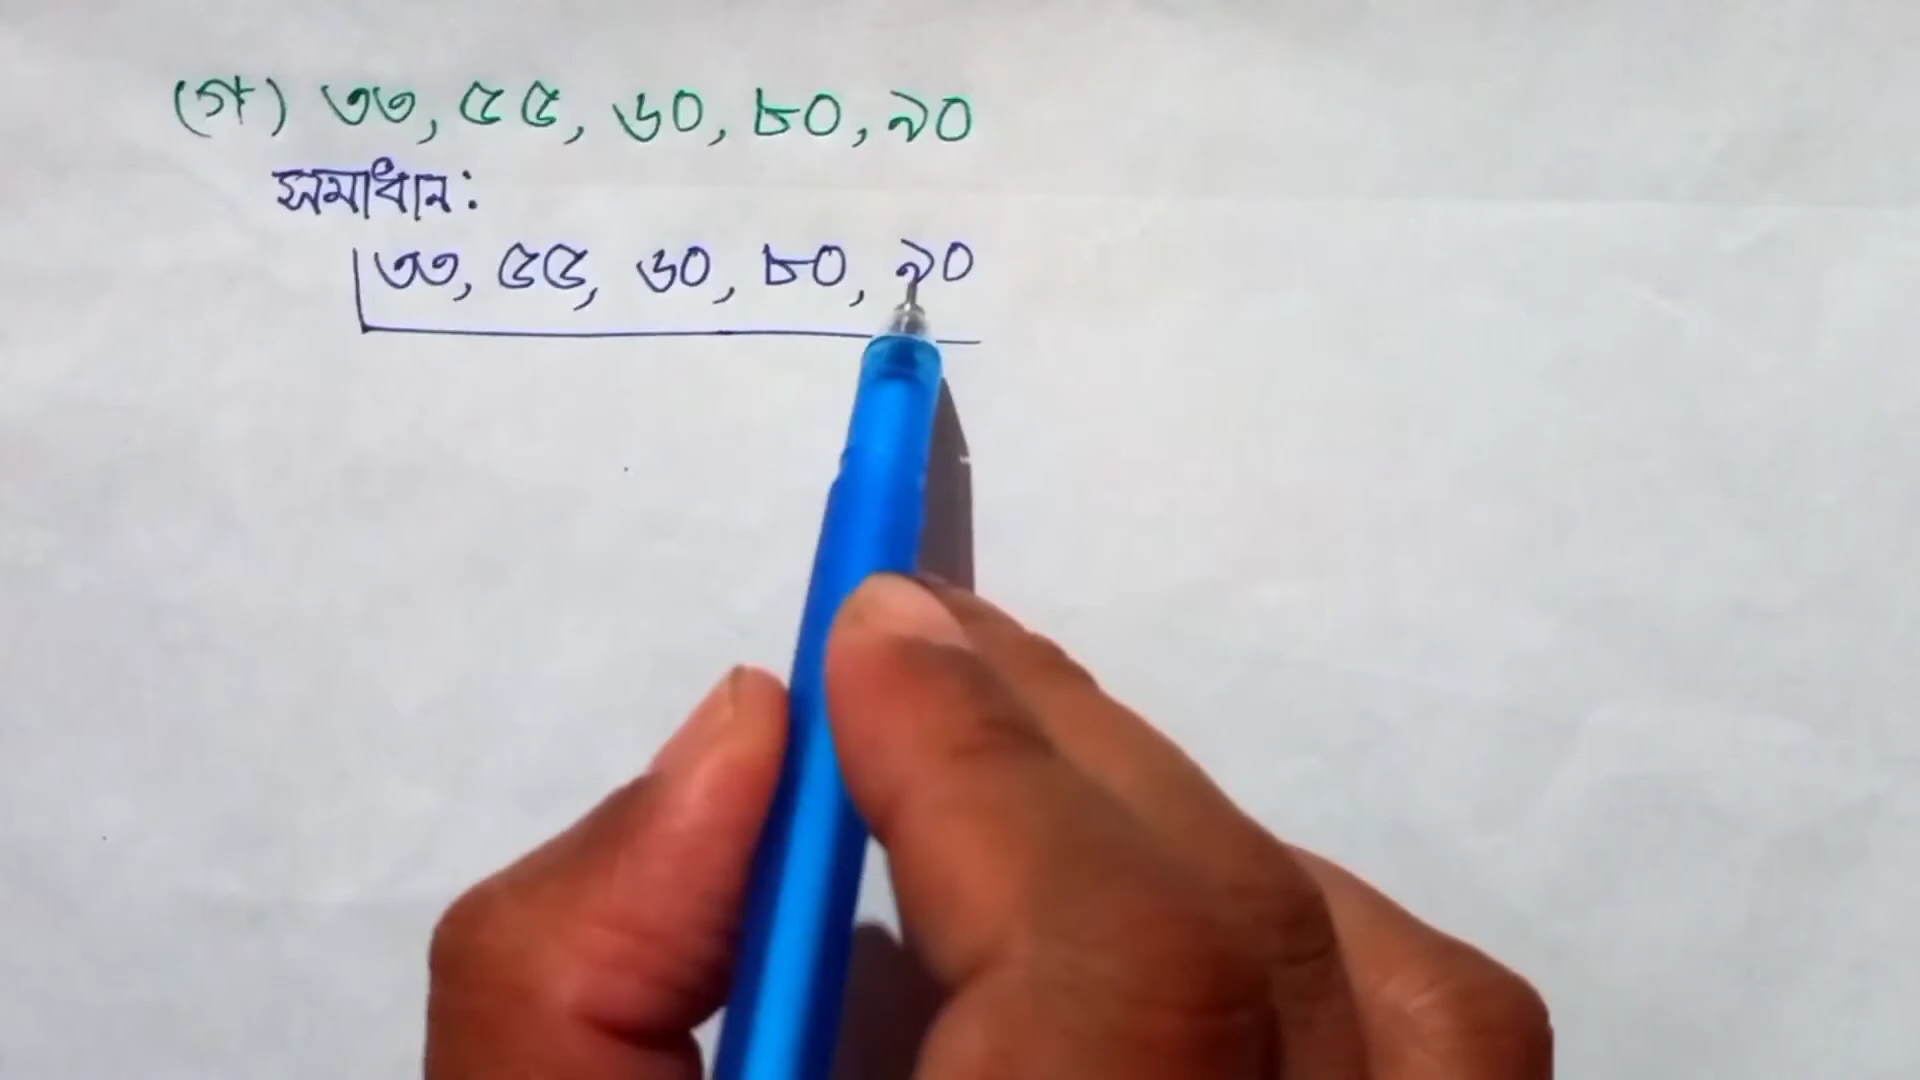 (গ) ৩৩, ৫৫, ৬০, ৮০, ৯০
সমাধান:
৩৩, ৫৫, ৬০, ৮০, ৯০